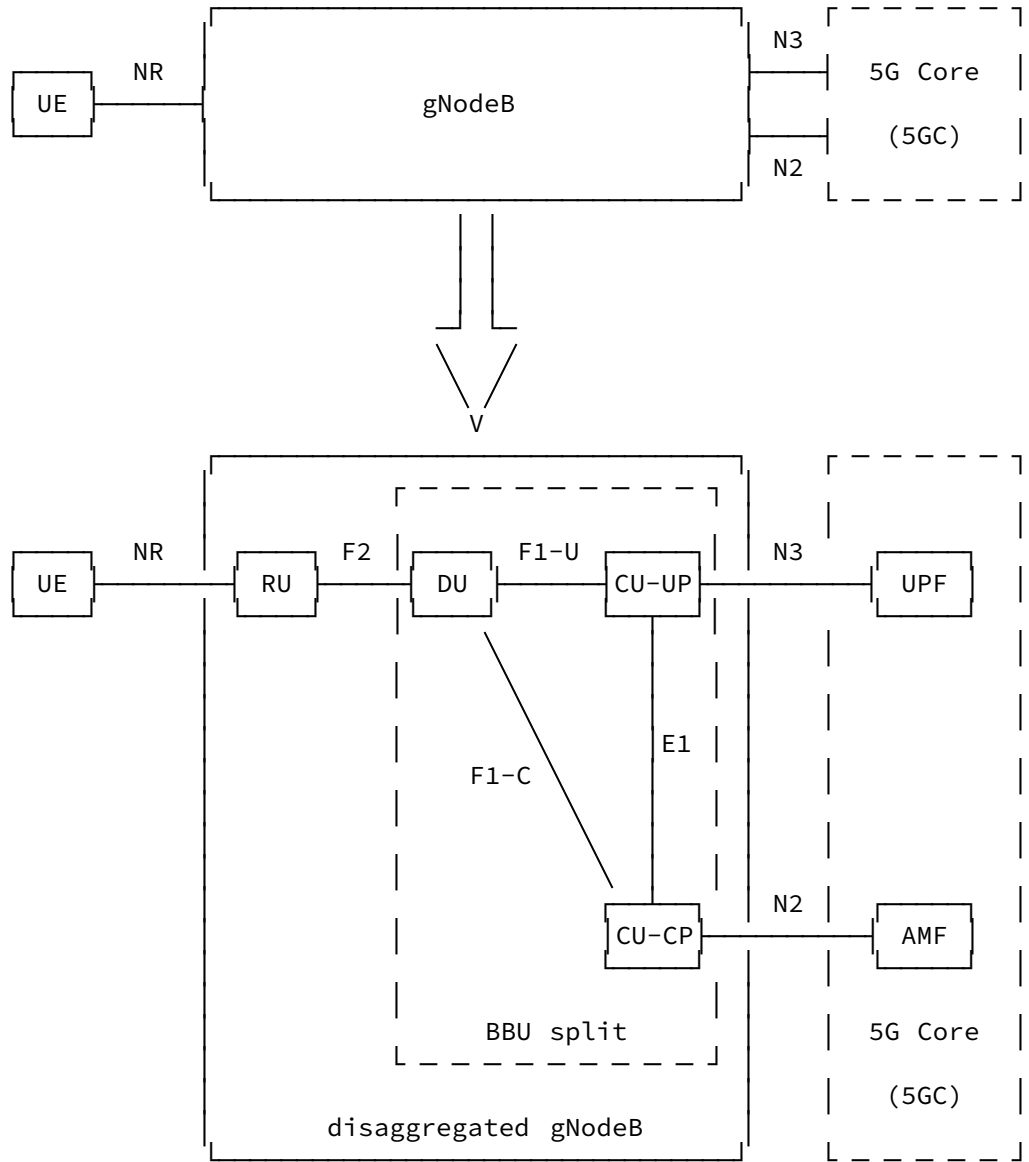 N3
NR
5G Core
UE
gNodeB
(5GC)
N2
V
NR
F2
F1-U
N3
UE
RU
DU
CU-UP
UPF
E1
F1-C
N2
CU-CP
AMF
BBU split
5G Core
(5GC)
disaggregated gNodeB